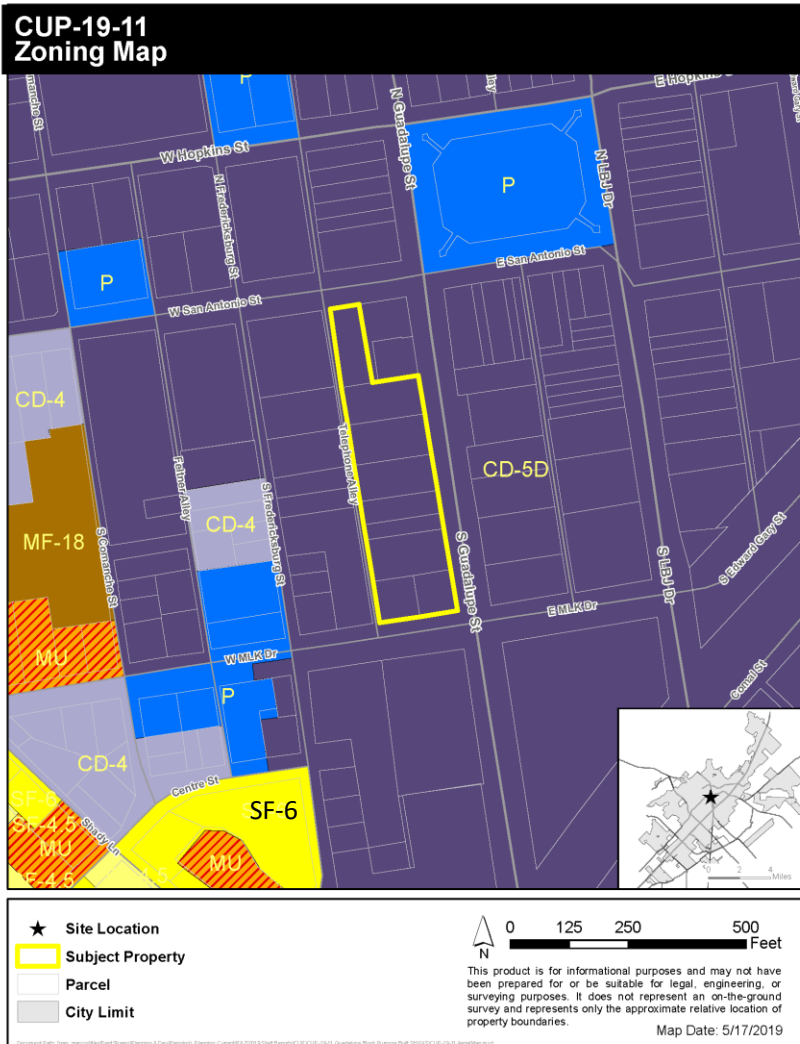 CUP-19-11
Zoning Map
P
E Hopkins
N Guadalupe St
W Hopkins St
N LBJ Dr
P
N Fredericksburg St
E San Antonio St
P
W San Antonio St
CD-4
Telephone Alley
CD-5D
Feltner Alley
S Fredericksburg St
CD-4
MF-18
S Comanche St
S Guadalupe St
S LBJ Dr
S Edward Gary St
E MLK Dr
MU
W MLK Dr
P
Comal St
CD-4
Centre St
SF-6
SF-6
SF-4.5
MU
Shady Ln
MU
SF-4.5
4.5
0 2 4
Miles
Site Location
Subject Property
Parcel
City Limit
N
0 125 250 500
Feet
This product is for informational purposes and may not have
been prepared for or be suitable for legal, engineering, or
surveying purposes. It does not represent an on-the-ground
survey and represents only the approximate relative location of
property boundaries.
Map Date: 5/17/2019